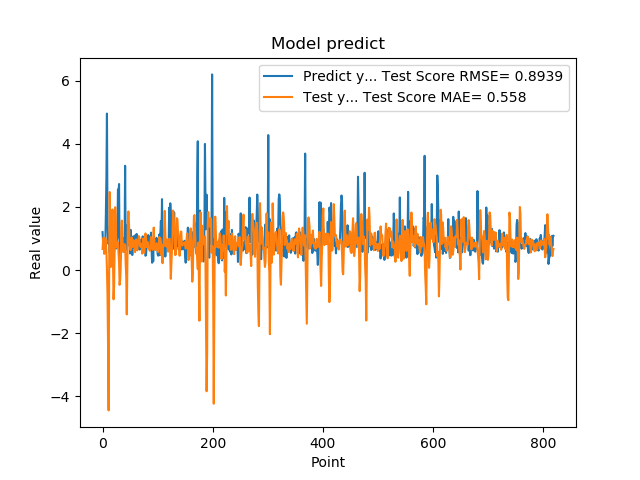 Model predict
Predict y... Test Score RMSE= 0.8939
Test y... Test Score MAE= 0.558
6
4
2
0
−2
−4
Real value
0 200 400 600 800
Point